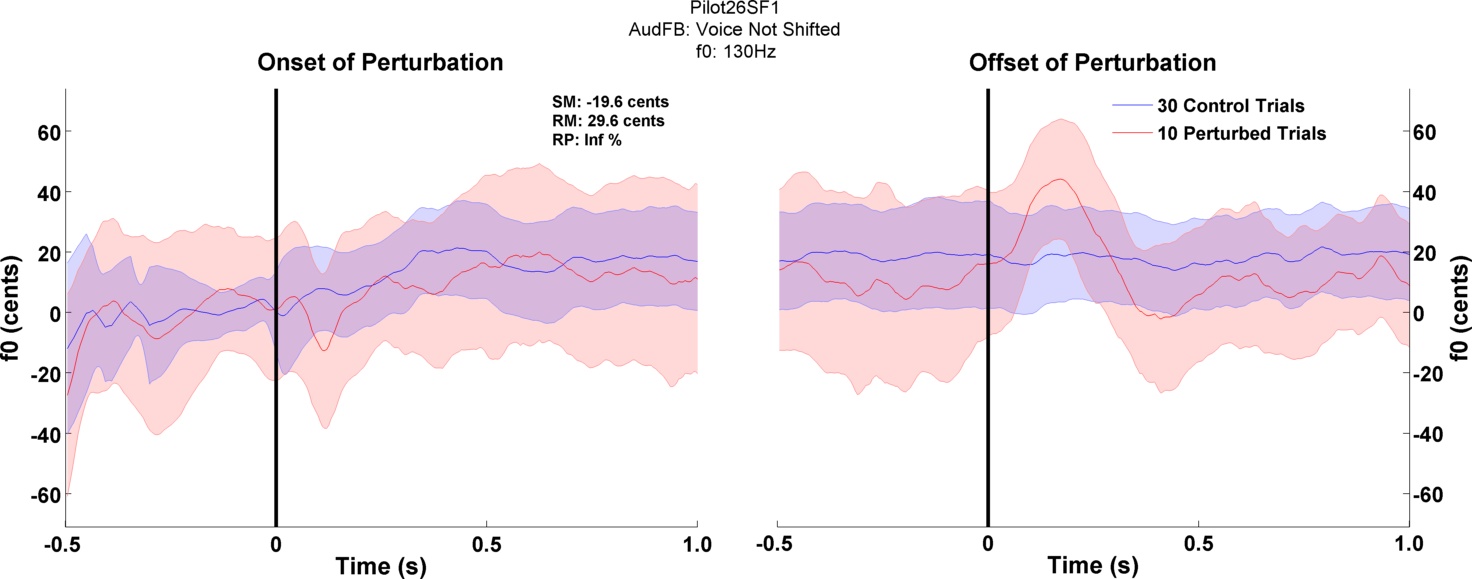 Pilot26SF1
AudFB: Voice Not Shifted
f0: 130Hz
Onset of Perturbation
SM: -19.6 cents
RM: 29.6 cents
RP: Inf %
60
40
20
0
-20
-40
-60
f0 (cents)
-0.5
0
0.5
1.0
Time (s)
Offset of Perturbation
30 Control Trials
10 Perturbed Trials
60
40
20
0
-20
-40
-60
f0 (cents)
-0.5
0
0.5
1.0
Time (s)